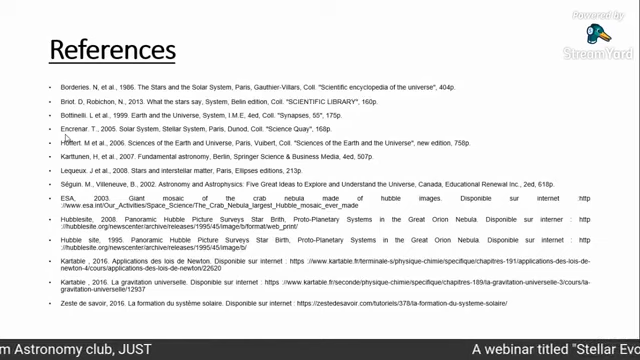 Powered by
StreamYard
References
• Borderies. N, et al., 1986. The Stars and the Solar System, Paris, Gauthier-Villars, Coll. "Scientific encyclopedia of the universe", 404p.
• Briot. D, Robichon, N., 2013. What the stars say, System, Belin edition, Coll. "SCIENTIFIC LIBRARY", 160p.
• Bottinelli. L et al., 1999. Earth and the Universe, System, I.M.E, 4ed, Coll. "Synapses, 55", 175p.
• Encrenar. T., 2005. Solar System, Stellar System, Paris, Dunod, Coll. "Science Quay", 168p.
• Hoffert. M et al., 2006. Sciences of the Earth and Universe, Paris, Vuibert, Coll. "Sciences of the Earth and the Universe", new edition, 758p.
• Karttunen, H, et al., 2007. Fundamental astronomy, Berlin, Springer Science & Business Media, 4ed, 507p.
• Lequeux. J et al., 2008. Stars and interstellar matter, Paris, Ellipses editions, 213p.
• Séguin. M., Villeneuve, B., 2002. Astronomy and Astrophysics: Five Great Ideas to Explore and Understand the Universe, Canada, Educational Renewal Inc., 2ed, 618p.
• ESA, 2003. Giant mosaic of the crab nebula made of hubble images. Disponible sur internet :http
://www.esa.int/Our_Activities/Space_Science/The_Crab_Nebula_largest_Hubble_mosaic_ever_made
• Hubblesite, 2008. Panoramic Hubble Picture Surveys Star Birth, Proto-Planetary Systems in the Great Orion Nebula. Disponible sur internet : http
://hubblesite.org/newscenter/archive/releases/1995/45/image/b/format/web_print/
• Hubble site, 1995. Panoramic Hubble Picture Surveys Star Birth, Proto-Planetary Systems in the Great Orion Nebula. Disponible sur internet : http
://hubblesite.org/newscenter/archive/releases/1995/45/image/b/
• Kartable , 2016. Applications des lois de Newton. Disponible sur internet : https ://www.kartable.fr/terminale-s/physique-chimie/specifique/chapitres-191/applications-des-lois-de-
newton-4/cours/applications-des-lois-de-newton/22620
• Kartable , 2016. La gravitation universelle. Disponible sur internet : https ://www.kartable.fr/seconde/physique-chimie/specifique/chapitres-189/la-gravitation-universelle-3/cours/la-
gravitation-universelle/12937
• Zeste de savoir, 2016. La formation du système solaire. Disponible sur internet : https://zestedesavoir.com/tutoriels/378/la-formation-du-systeme-solaire/
m Astronomy club, JUST
A webinar titled "Stellar Evo